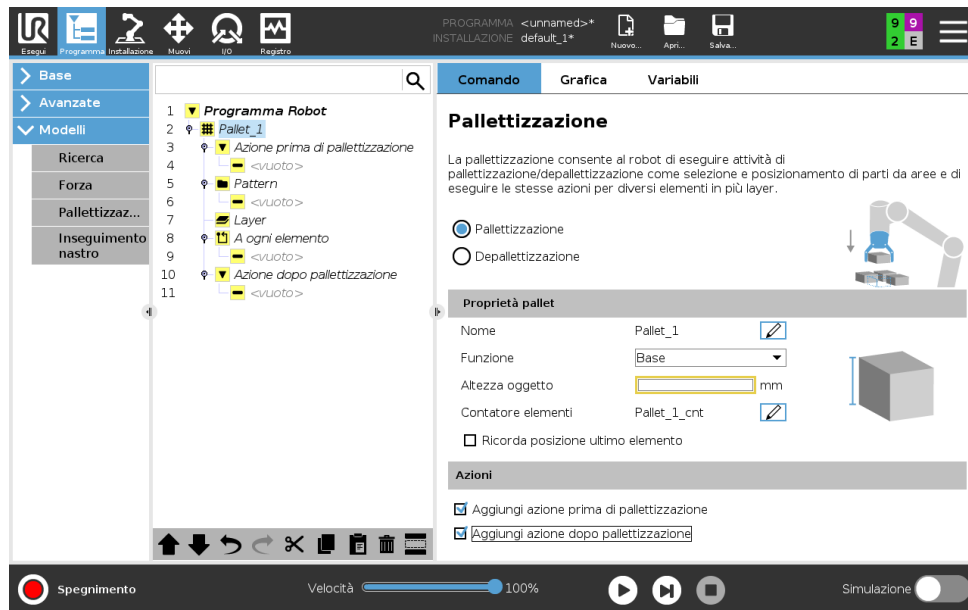 PROGRAMMA <unnamed>*
INSTALLAZIONE default_1*
Esegui
Programma
Installazione
Muovi
I/O
Registro
Nuovo...
Apri...
Salva...
9 9
2 E
Base
Avanzate
Modelli
Ricerca
Forza
Pallettizzaz...
Inseguimento
nastro
1 Programma Robot
2 Pallet_1
3 Azione prima di pallettizzazione
4 <vuoto>
5 Pattern
6 <vuoto>
7 Layer
8 A ogni elemento
9 <vuoto>
10 Azione dopo pallettizzazione
11 <vuoto>
Comando Grafica Variabili
Pallettizzazione
La pallettizzazione consente al robot di eseguire attività di
pallettizzazione/depallettizzazione come selezione e posizionamento di parti da aree e di
eseguire le stesse azioni per diversi elementi in più layer.
Pallettizzazione
Depallettizzazione
Proprietà pallet
Nome Pallet_1
Funzione Base
Altezza oggetto mm
Contatore elementi Pallet_1_cnt
Ricorda posizione ultimo elemento
Azioni
Aggiungi azione prima di pallettizzazione
Aggiungi azione dopo pallettizzazione
Spegnimento
Velocità 100%
Simulazione